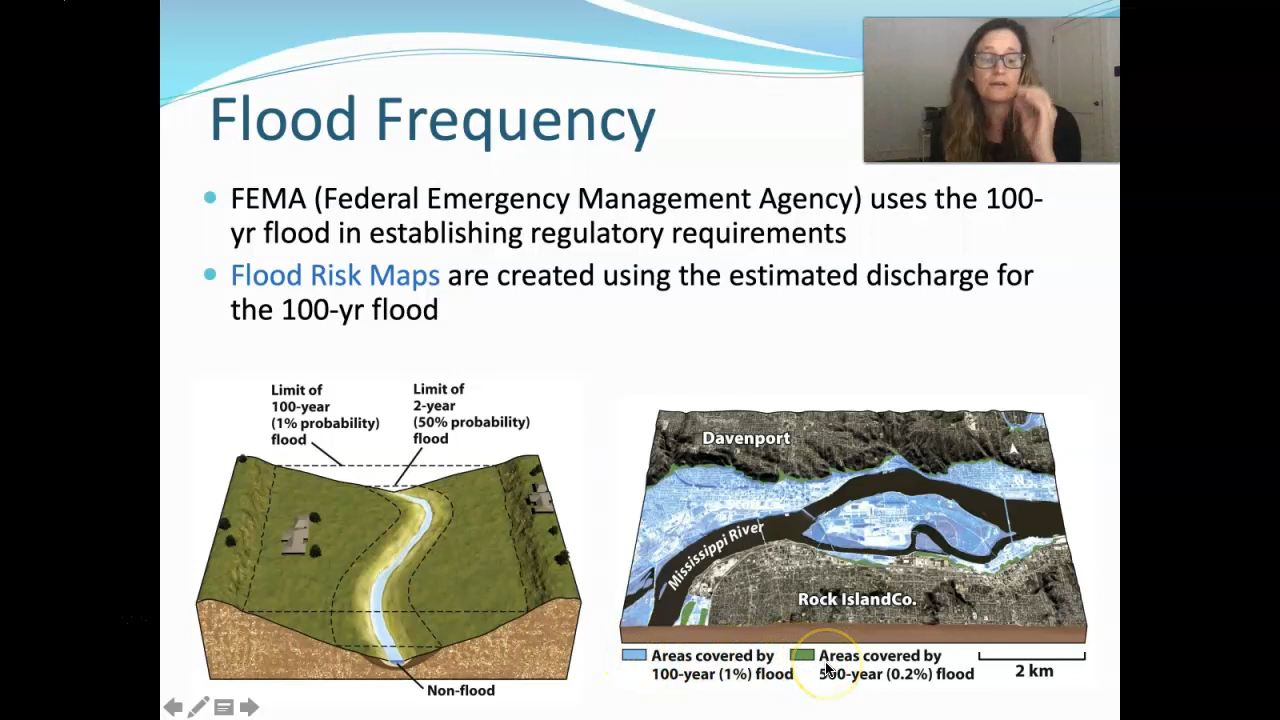 Flood Frequency
FEMA (Federal Emergency Management Agency) uses the 100-
yr flood in establishing regulatory requirements
Flood Risk Maps are created using the estimated discharge for
the 100-yr flood
Limit of
100-year
(1% probability)
flood
Limit of
2-year
(50% probability)
flood
Non-flood
Davenport
N
Mississippi River
Rock IslandCo.
Areas covered by
100-year (1%) flood
Areas covered by
500-year (0.2%) flood
2 km